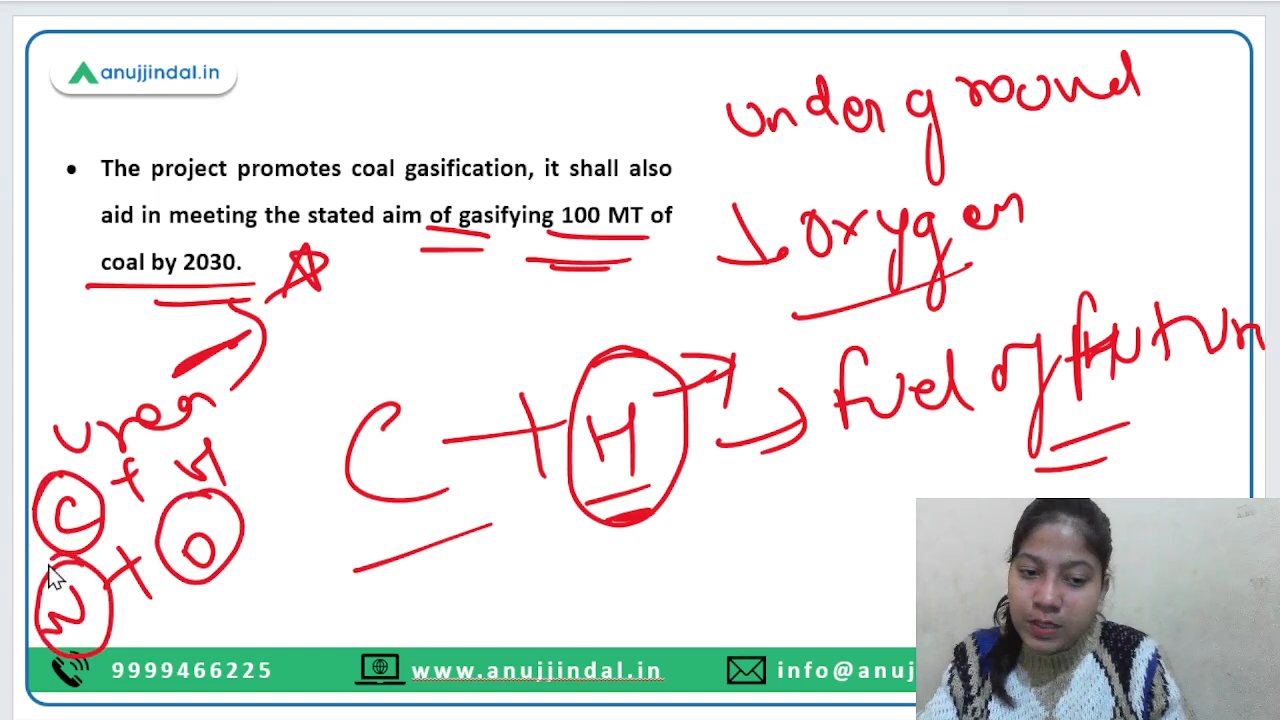 anujjindal.in
The project promotes coal gasification, it shall also
aid in meeting the stated aim of gasifying 100 MT of
coal by 2030.
underground
oxygen
C + H → fuel of futur
urea
C + H
N + O
9999466225
www.anujjindal.in
info@anuj